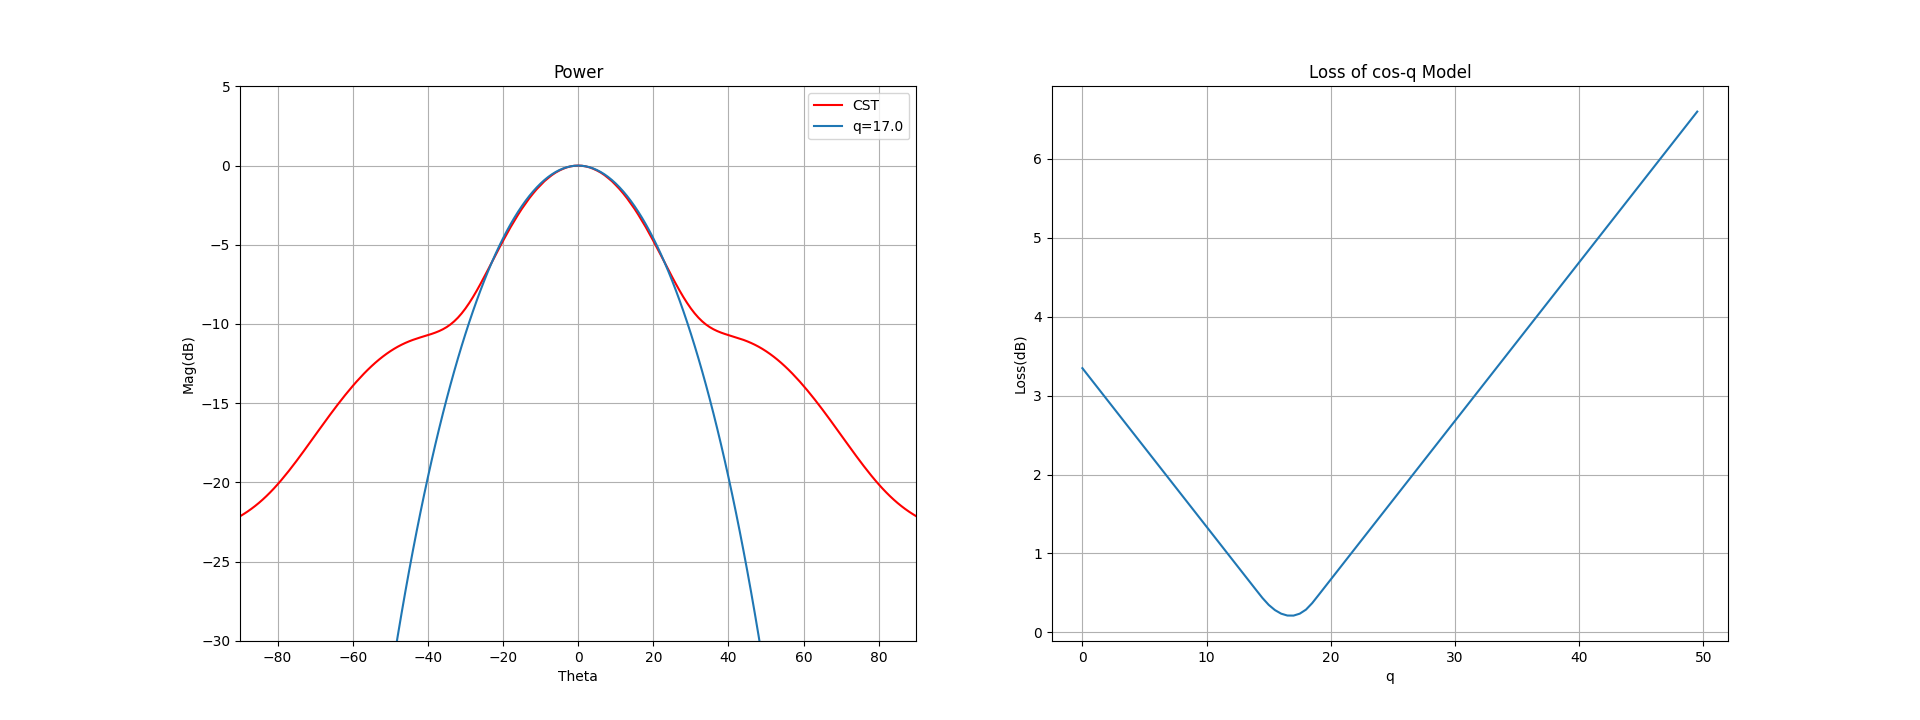 Power
Mag(dB)
5
0
−5
−10
−15
−20
−25
−30
−80 −60 −40 −20 0 20 40 60 80
Theta
CST
q=17.0
Loss of cos-q Model
Loss(dB)
6
5
4
3
2
1
0
0 10 20 30 40 50
q